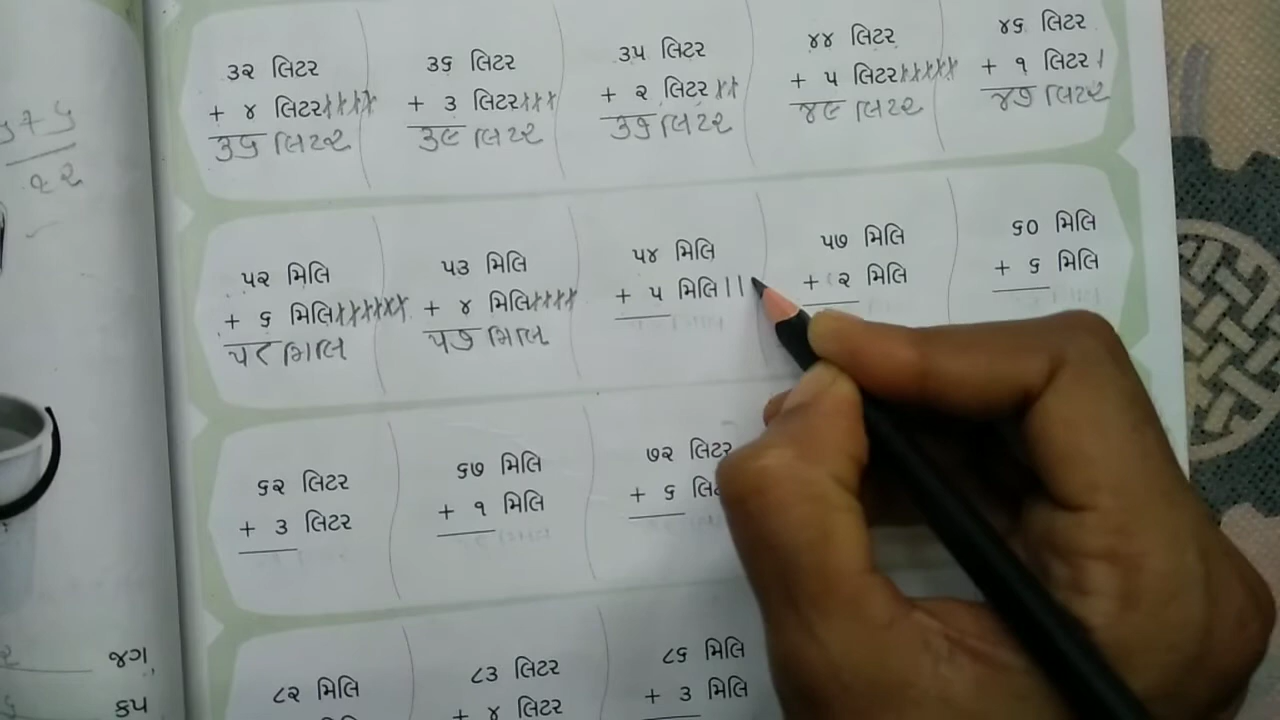 ૩૨ લિટર
+ ૪ લિટર
૩૬ લિટર
૩૬ લિટર
+ ૩ લિટર
૩૯ લિટર
૩૫ લિટર
+ ૨ લિટર
૩૭ લિટર
૪૪ લિટર
+ ૫ લિટર
૪૯ લિટર
૪૬ લિટર
+ ૧ લિટર
૪૭ લિટર
૫૨ મિલિ
+ ૬ મિલિ
૫૮ મિલિ
૫૩ મિલિ
+ ૪ મિલિ
૫૭ મિલિ
૫૪ મિલિ
+ ૫ મિલિ
૫૭ મિલિ
+ ૨ મિલિ
૬૦ મિલિ
+ ૬ મિલિ
૬૨ લિટર
+ ૩ લિટર
૬૭ મિલિ
+ ૧ મિલિ
૭૨ લિટર
+ ૬
૮૨ મિલિ
૮૩ લિટર
+ ૪ લિટર
૮૬ મિલિ
+ ૩ મિલિ
જગ,
કપ